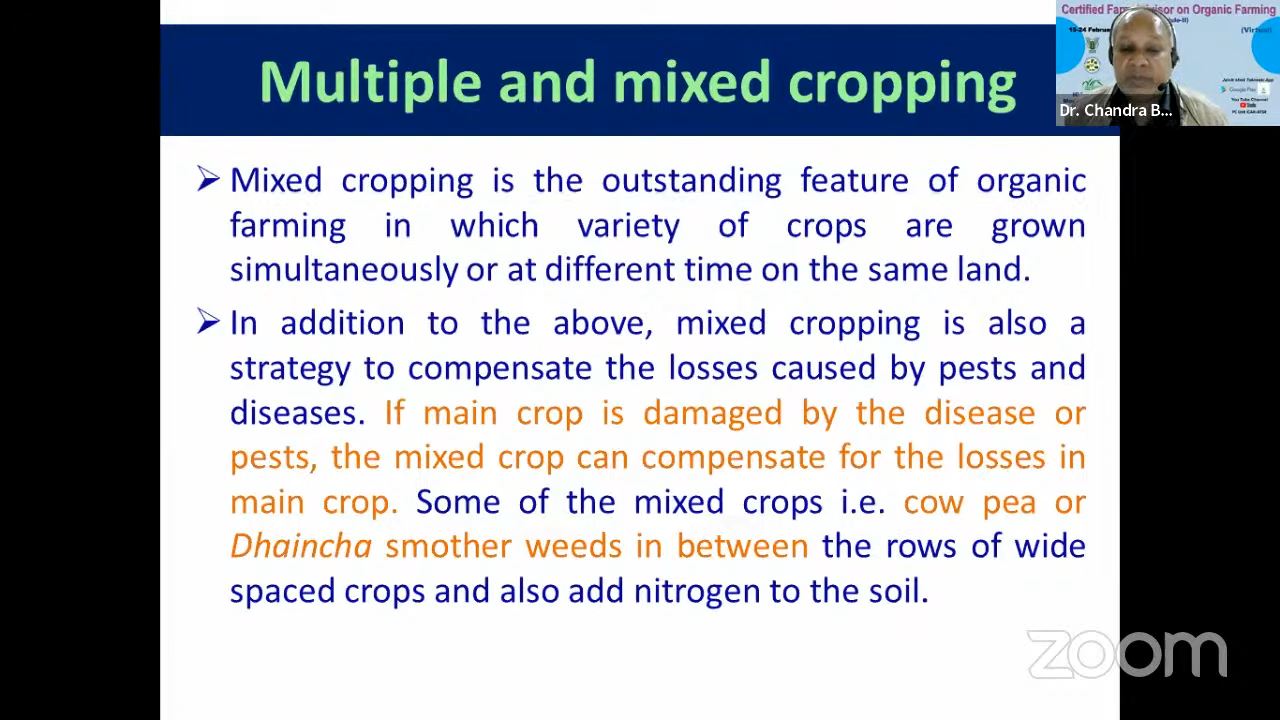 Multiple and mixed cropping
Certified Farm Advisor on Organic Farming
(Virtual)
Dr. Chandra B...
➢ Mixed cropping is the outstanding feature of organic
farming in which variety of crops are grown
simultaneously or at different time on the same land.
➢ In addition to the above, mixed cropping is also a
strategy to compensate the losses caused by pests and
diseases. If main crop is damaged by the disease or
pests, the mixed crop can compensate for the losses in
main crop. Some of the mixed crops i.e. cow pea or
Dhaincha smother weeds in between the rows of wide
spaced crops and also add nitrogen to the soil.
zoom